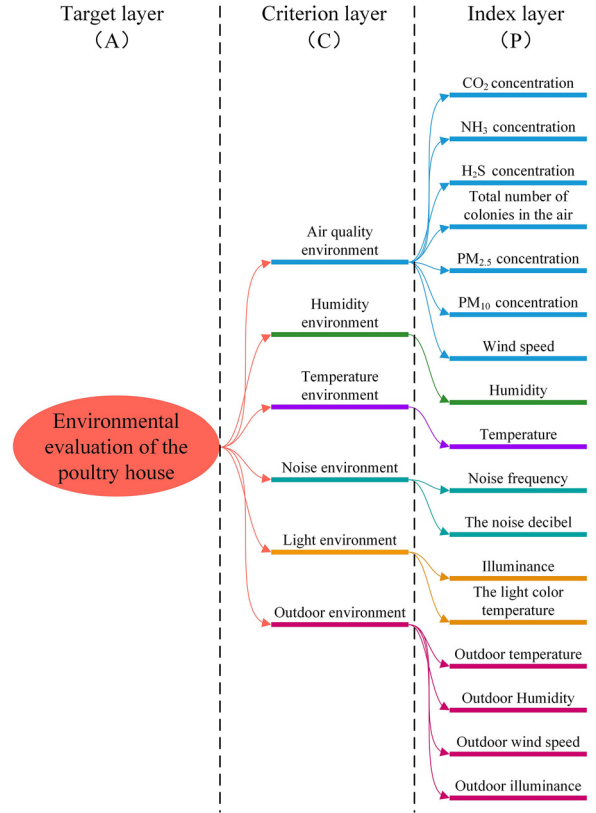 Target layer
（A）
Criterion layer
（C）
Index layer
（P）
Environmental
evaluation of the
poultry house
Air quality
environment
Humidity
environment
Temperature
environment
Noise environment
Light environment
Outdoor environment
CO₂ concentration
NH₃ concentration
H₂S concentration
Total number of
colonies in the air
PM₂.₅ concentration
PM₁₀ concentration
Wind speed
Humidity
Temperature
Noise frequency
The noise decibel
Illuminance
The light color
temperature
Outdoor temperature
Outdoor Humidity
Outdoor wind speed
Outdoor illuminance